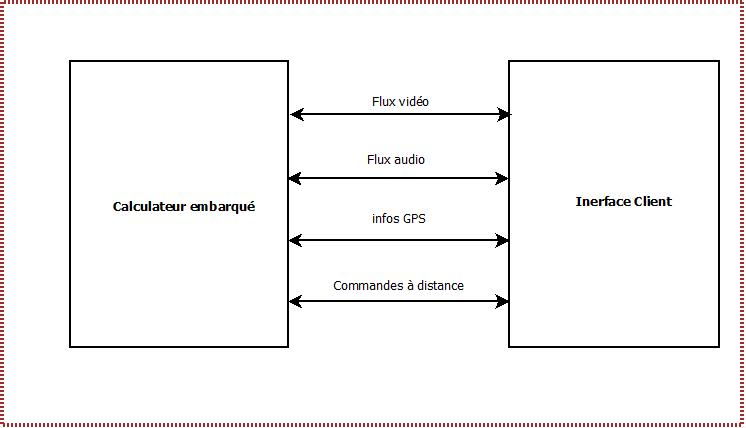 Flux vidéo
Flux audio
Calculateur embarqué
Inerface Client
infos GPS
Commandes à distance